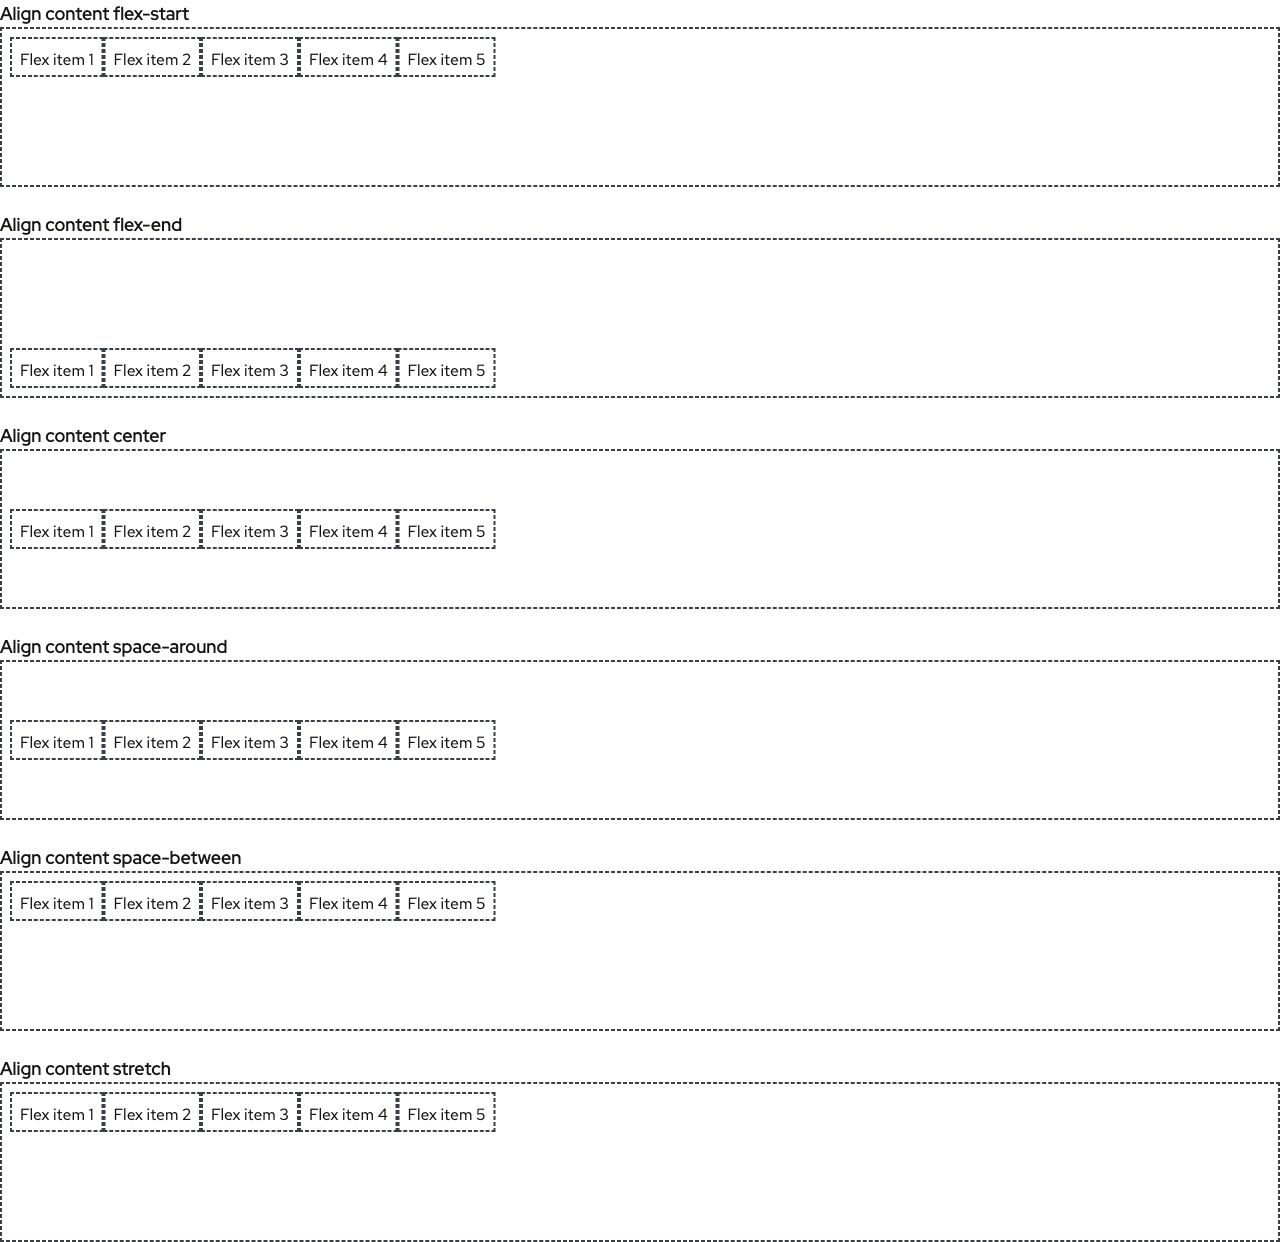 Align content flex-start
Flex item 1 Flex item 2 Flex item 3 Flex item 4 Flex item 5
Align content flex-end
Flex item 1 Flex item 2 Flex item 3 Flex item 4 Flex item 5
Align content center
Flex item 1 Flex item 2 Flex item 3 Flex item 4 Flex item 5
Align content space-around
Flex item 1 Flex item 2 Flex item 3 Flex item 4 Flex item 5
Align content space-between
Flex item 1 Flex item 2 Flex item 3 Flex item 4 Flex item 5
Align content stretch
Flex item 1 Flex item 2 Flex item 3 Flex item 4 Flex item 5